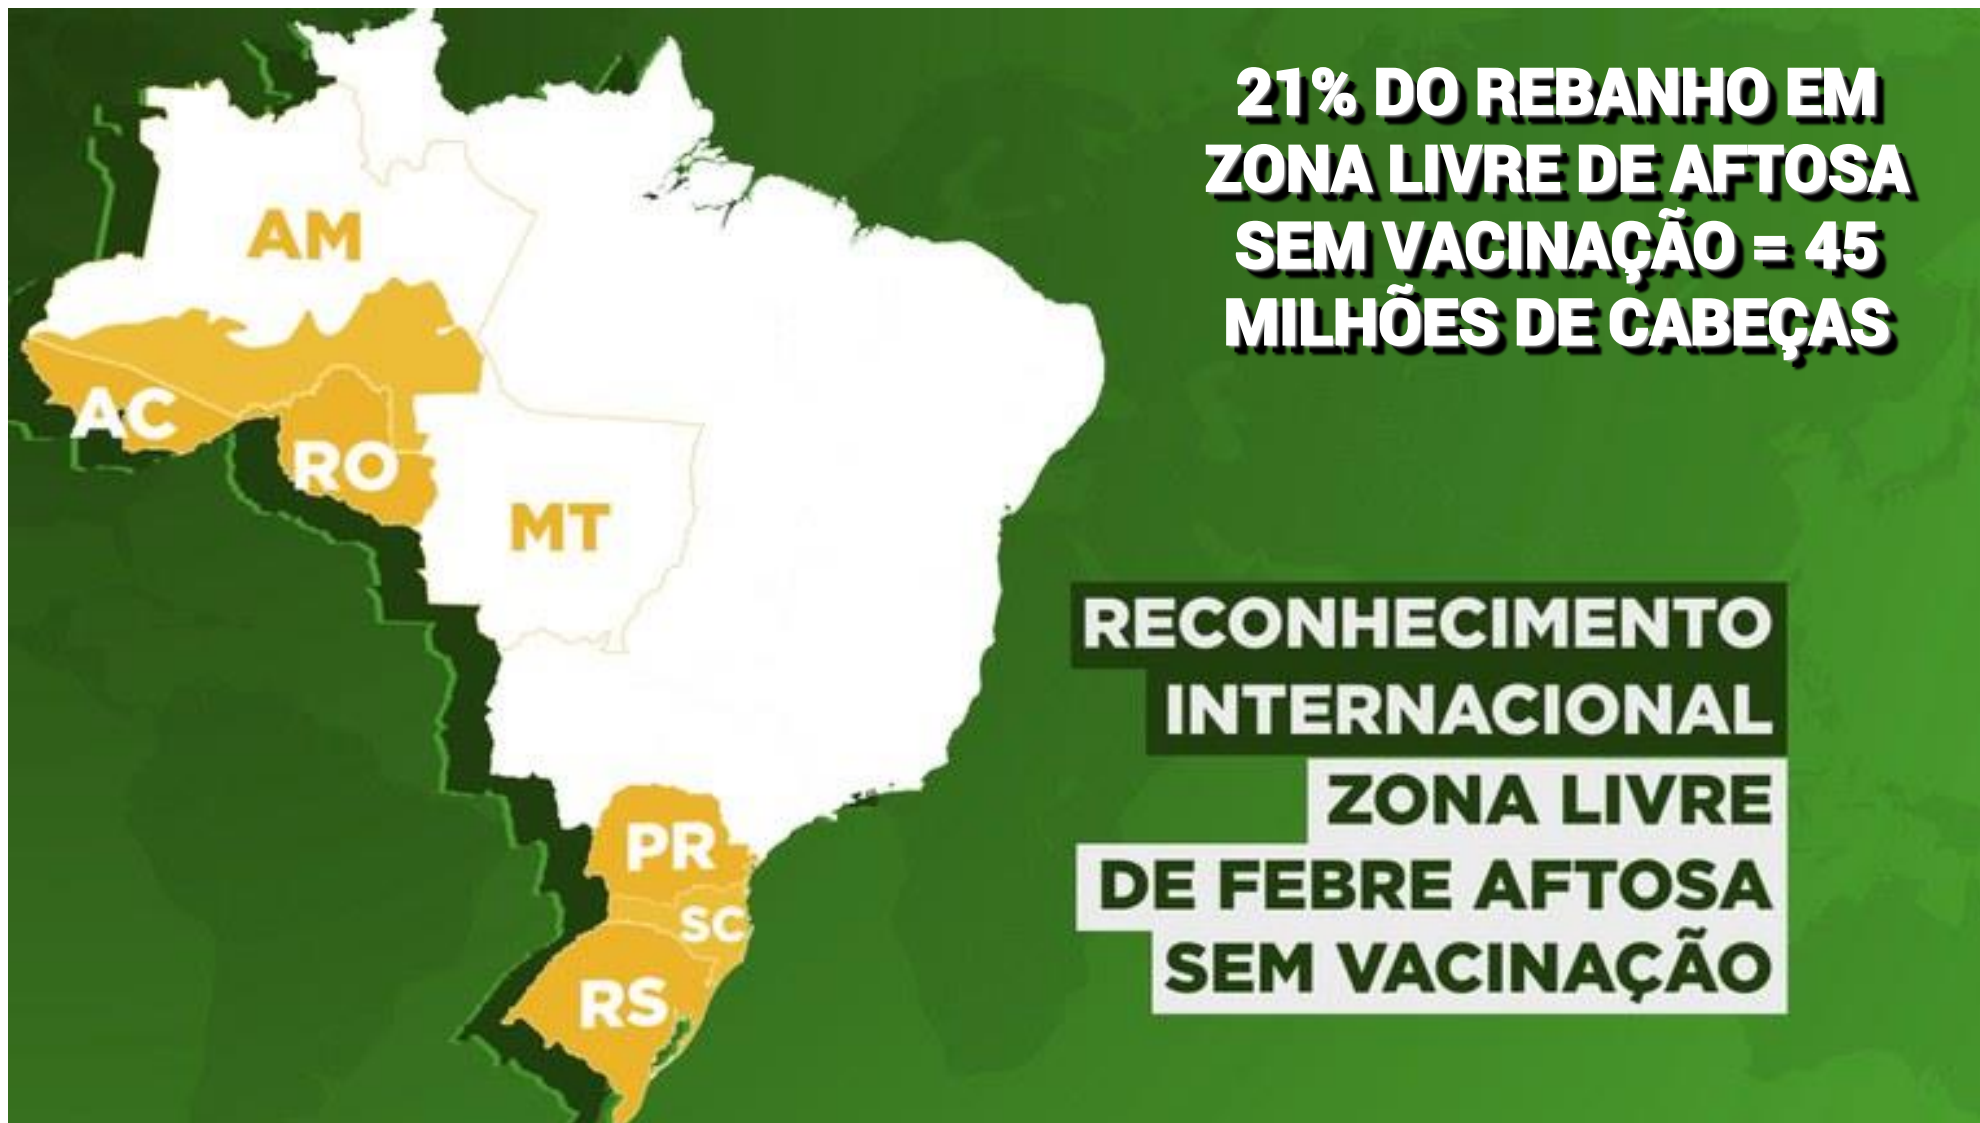 21% DO REBANHO EM
ZONA LIVRE DE AFTOSA
SEM VACINAÇÃO = 45
MILHÕES DE CABEÇAS
AM
AC
RO
MT
PR
SC
RS
RECONHECIMENTO
INTERNACIONAL
ZONA LIVRE
DE FEBRE AFTOSA
SEM VACINAÇÃO